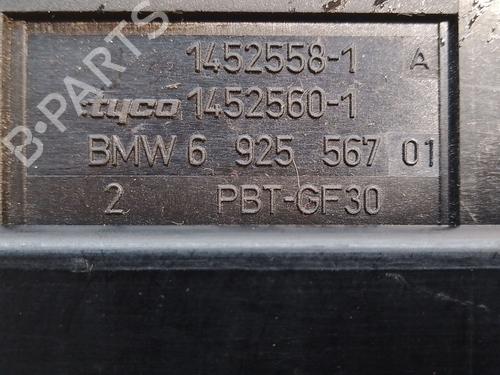 1452558-1 A
tyco 1452560-1
BMW 6 925 567 01
2 PBT-GF30
B-PARTS